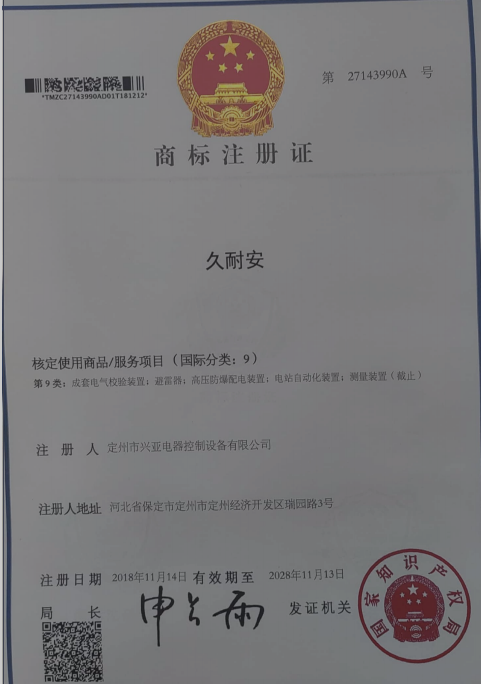 第 27143990A 号
*TMZC27143990AD01T181212*
商标注册证
久耐安
核定使用商品/服务项目（国际分类：9）
第9类：成套电气校验装置；避雷器；高压防爆配电装置；电站自动化装置；测量装置（截止）
注册人 定州市兴亚电器控制设备有限公司
注册人地址 河北省保定市定州市定州经济开发区瑞园路3号
注册日期 2018年11月14日 有效期至 2028年11月13日
局长 申长雨 发证机关
国家知识产权局